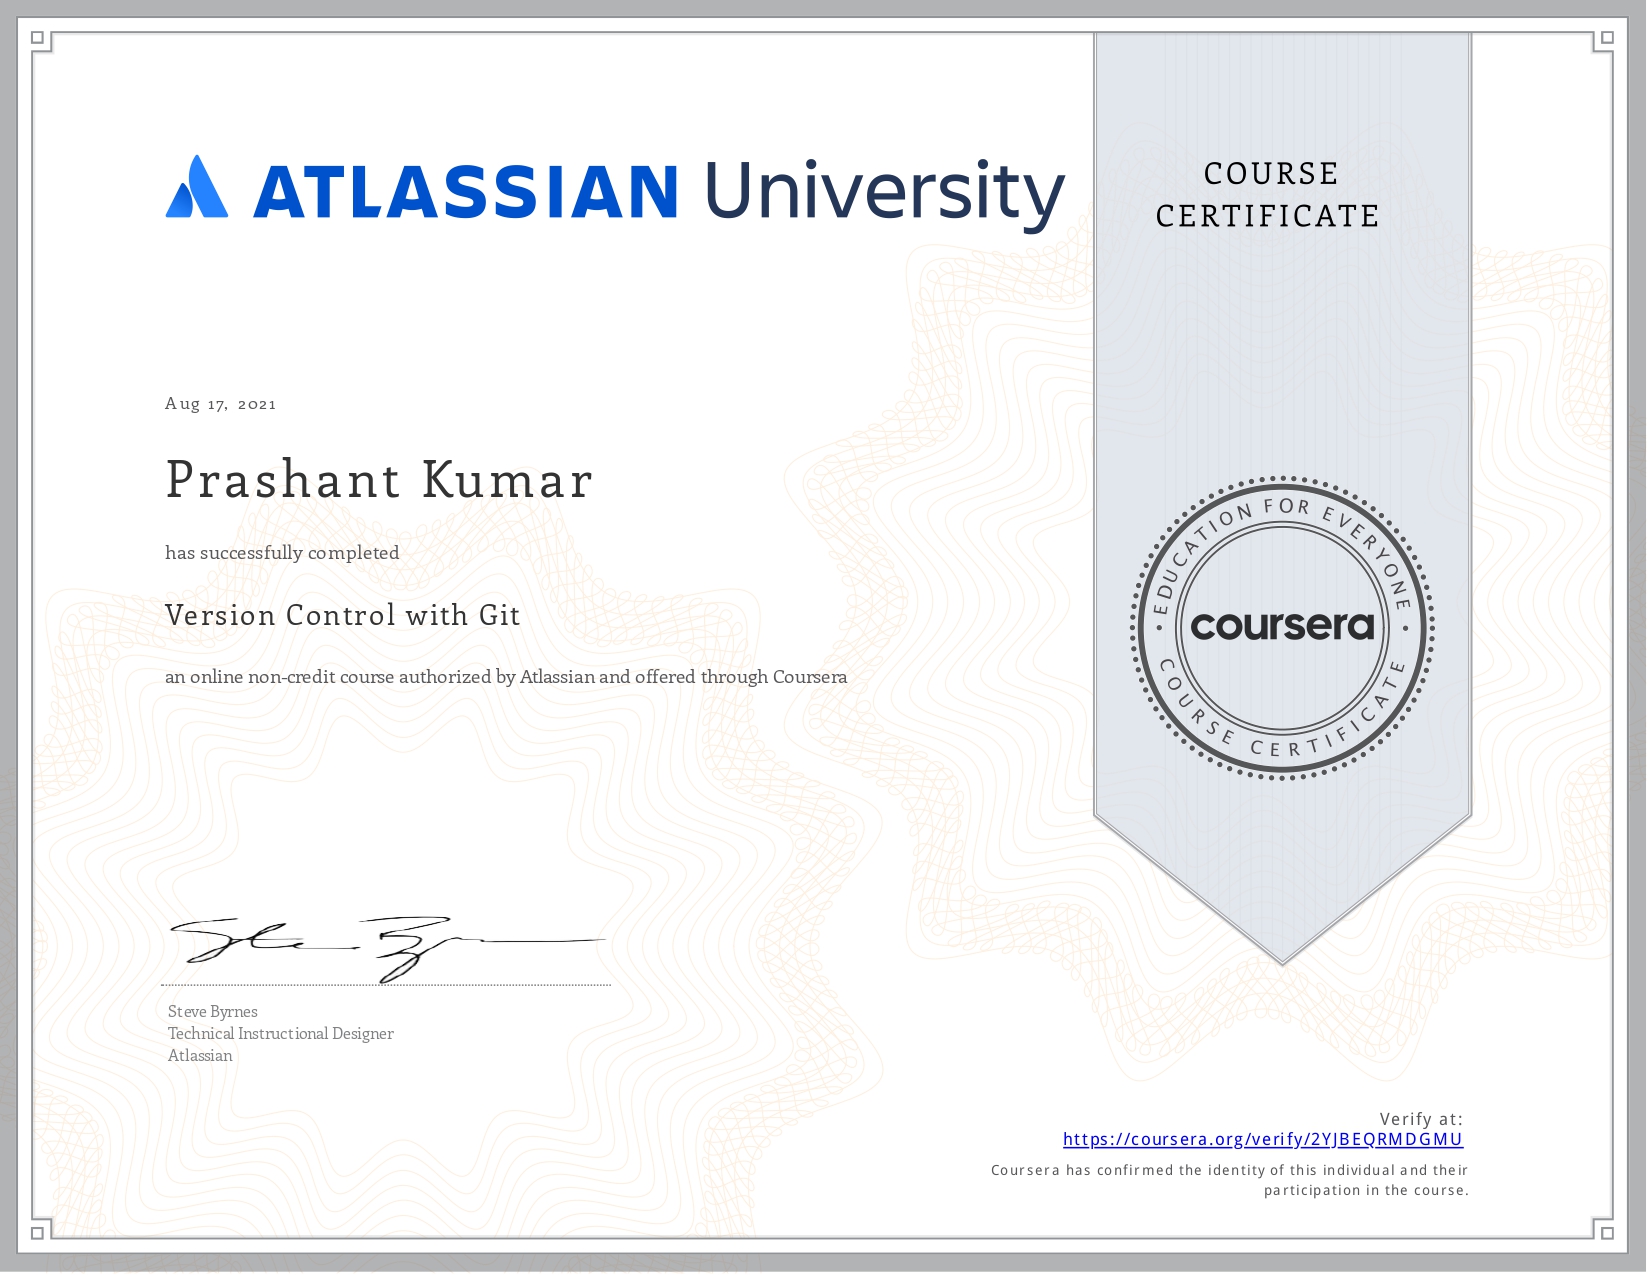 ATLASSIAN University
COURSE
CERTIFICATE
Aug 17, 2021
Prashant Kumar
has successfully completed
Version Control with Git
an online non-credit course authorized by Atlassian and offered through Coursera
EDUCATION FOR EVERYONE
coursera
COURSE CERTIFICATE
Steve Byrnes
Technical Instructional Designer
Atlassian
Verify at:
https://coursera.org/verify/2YJBEQRMDGMU
Coursera has confirmed the identity of this individual and their
participation in the course.